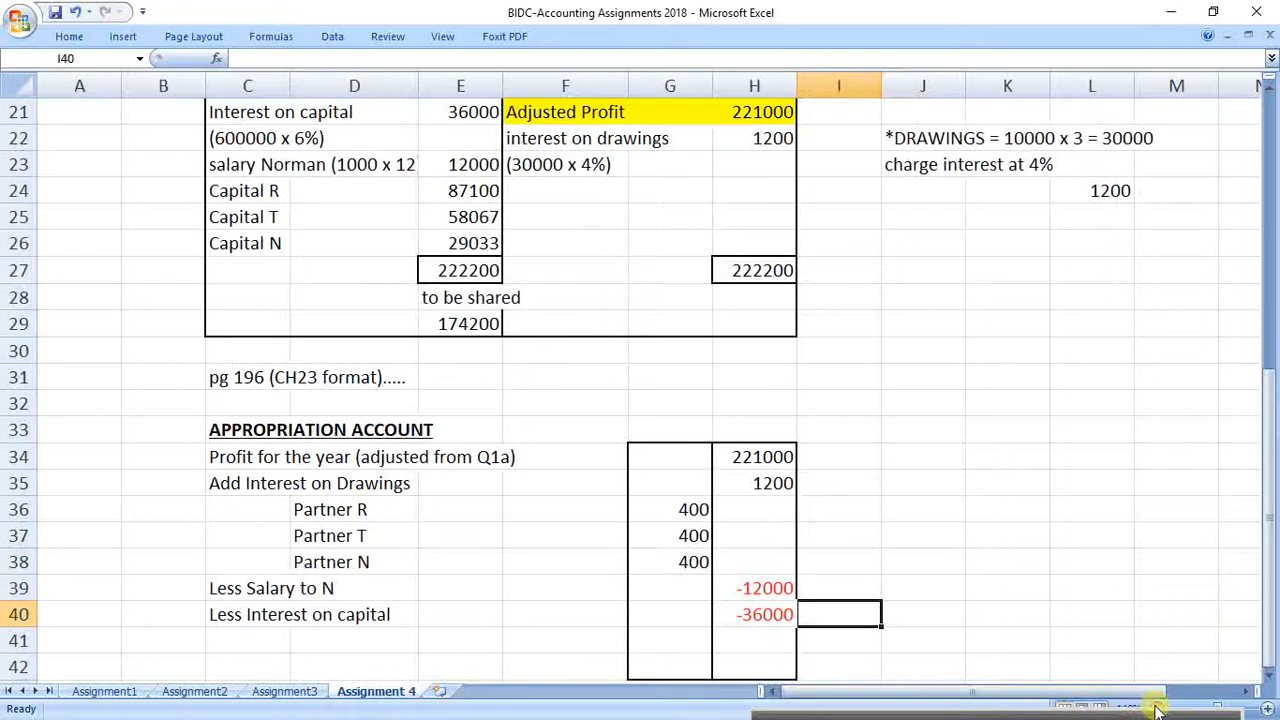 BIDC-Accounting Assignments 2018 - Microsoft Excel
Home Insert Page Layout Formulas Data Review View Foxit PDF
I40 fx
A B C D E F G H I J K L M
21 Interest on capital 36000 Adjusted Profit 221000
22 (600000 x 6%) interest on drawings 1200 *DRAWINGS = 10000 x 3 = 30000
23 salary Norman (1000 x 12 12000 (30000 x 4%) charge interest at 4%
24 Capital R 87100 1200
25 Capital T 58067
26 Capital N 29033
27 222200 222200
28 to be shared
29 174200
30
31 pg 196 (CH23 format).....
32
33 APPROPRIATION ACCOUNT
34 Profit for the year (adjusted from Q1a) 221000
35 Add Interest on Drawings 1200
36 Partner R 400
37 Partner T 400
38 Partner N 400
39 Less Salary to N -12000
40 Less Interest on capital -36000
41
42
Assignment1 Assignment2 Assignment3 Assignment 4
Ready